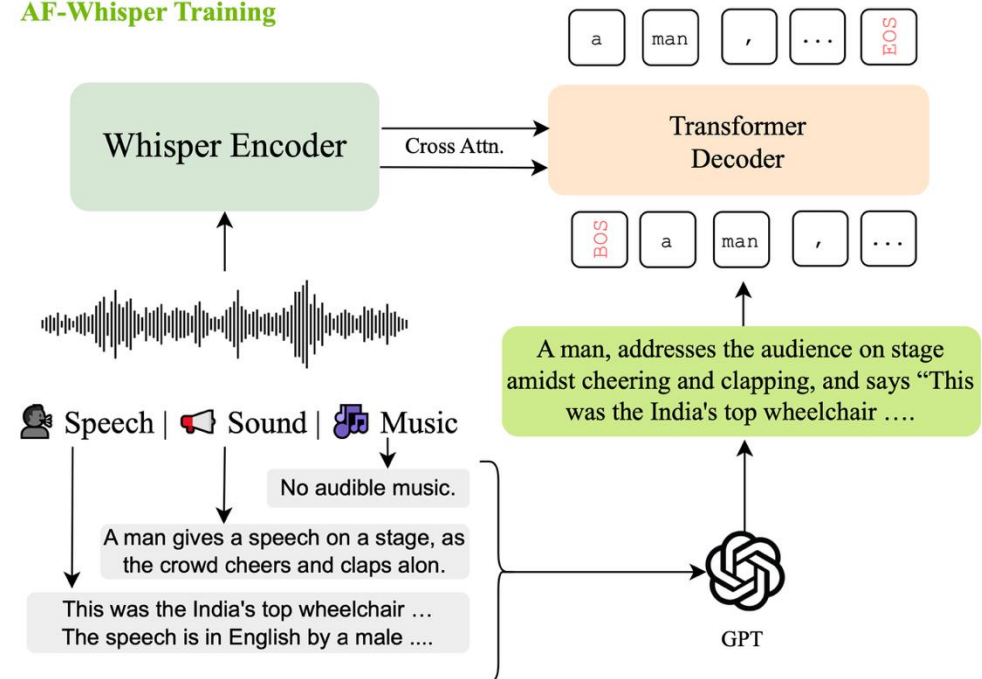 AF-Whisper Training
a
man
,
...
EOS
Whisper Encoder
Cross Attn.
Transformer
Decoder
BOS
a
man
,
...
A man, addresses the audience on stage
amidst cheering and clapping, and says “This
was the India's top wheelchair ….
Speech | Sound | Music
No audible music.
A man gives a speech on a stage, as
the crowd cheers and claps alon.
This was the India's top wheelchair …
The speech is in English by a male ....
GPT